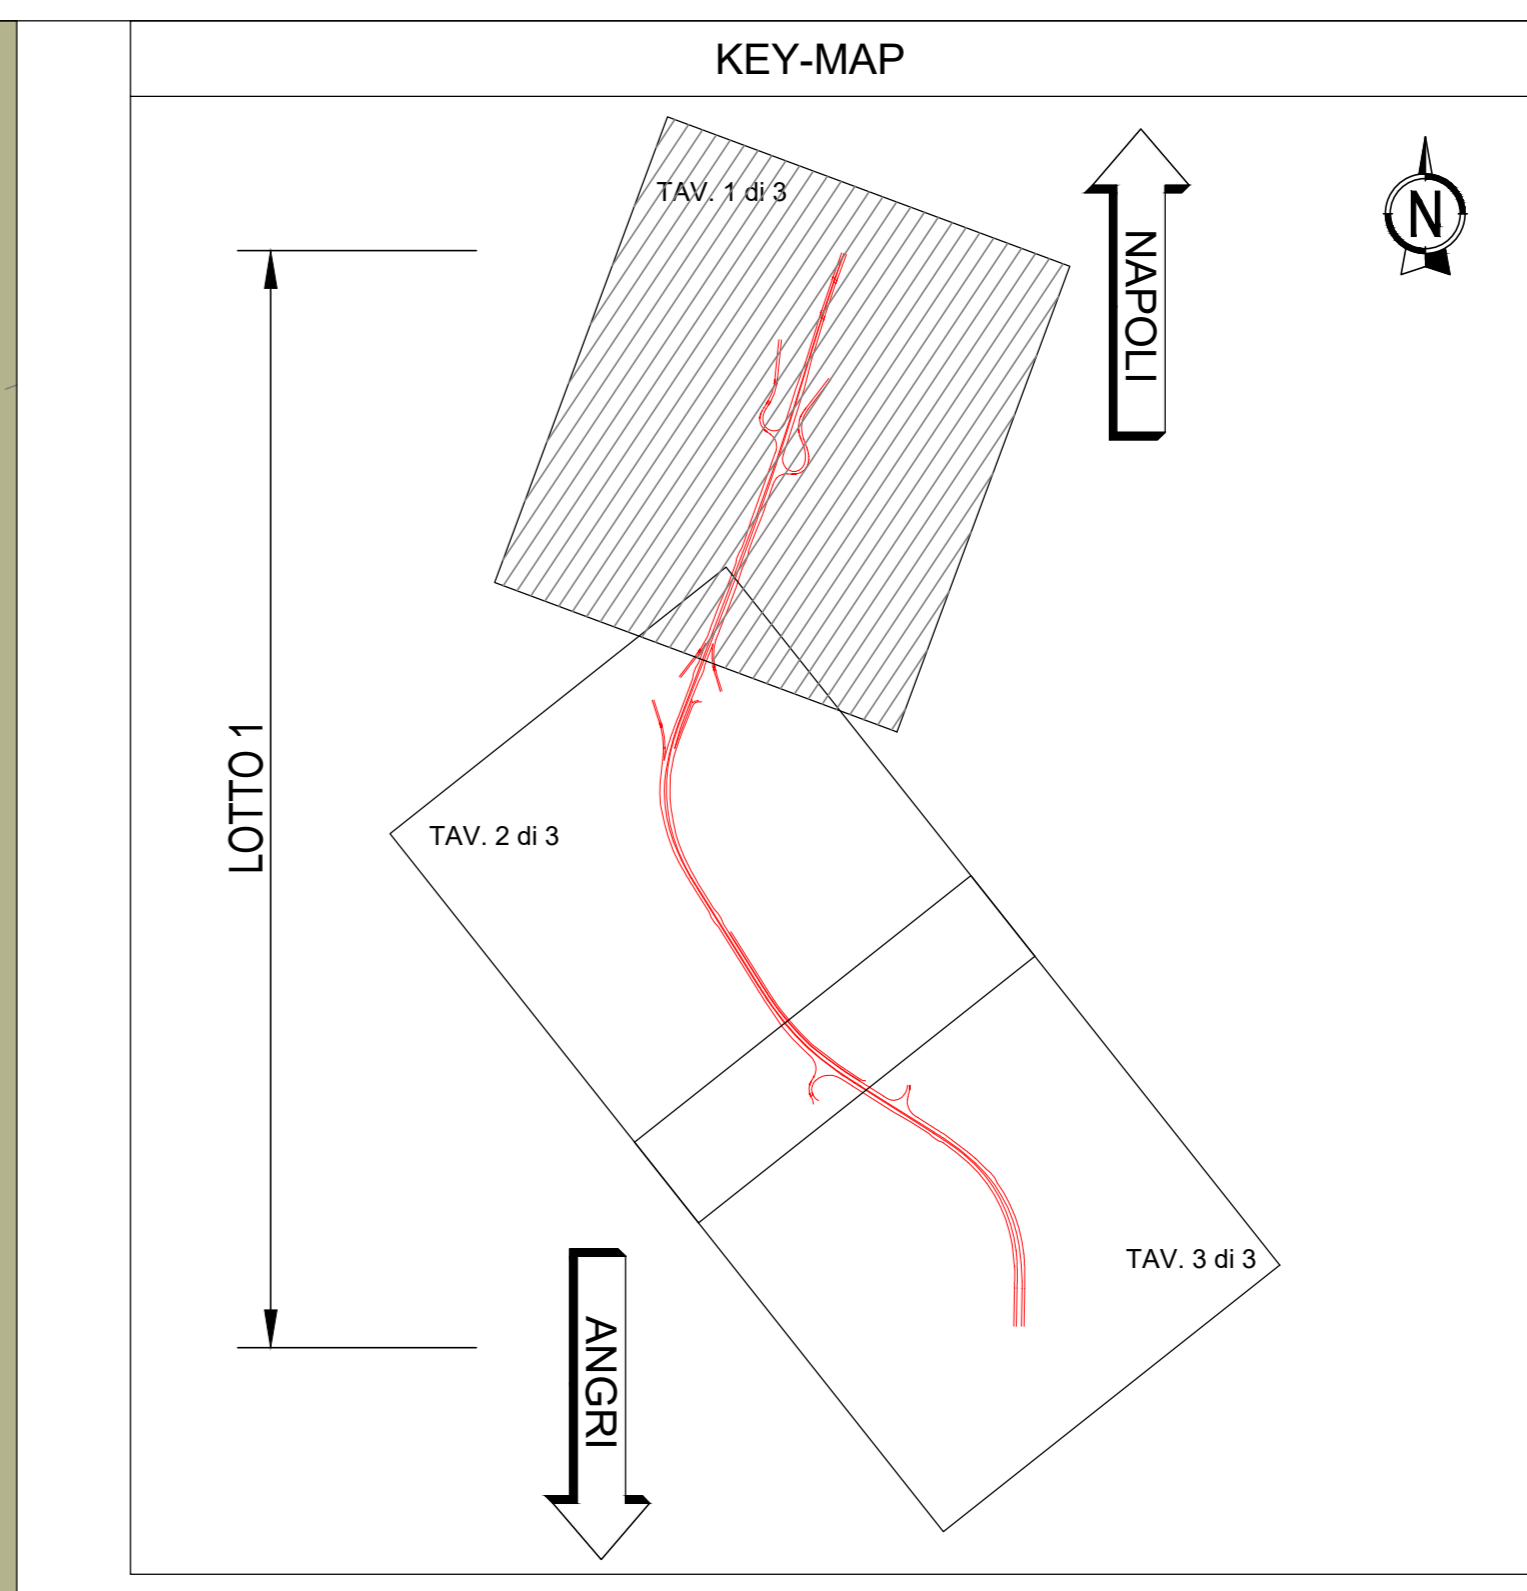 KEY-MAP
TAV. 1 di 3
NAPOLI
N
LOTTO 1
TAV. 2 di 3
TAV. 3 di 3
ANGRI